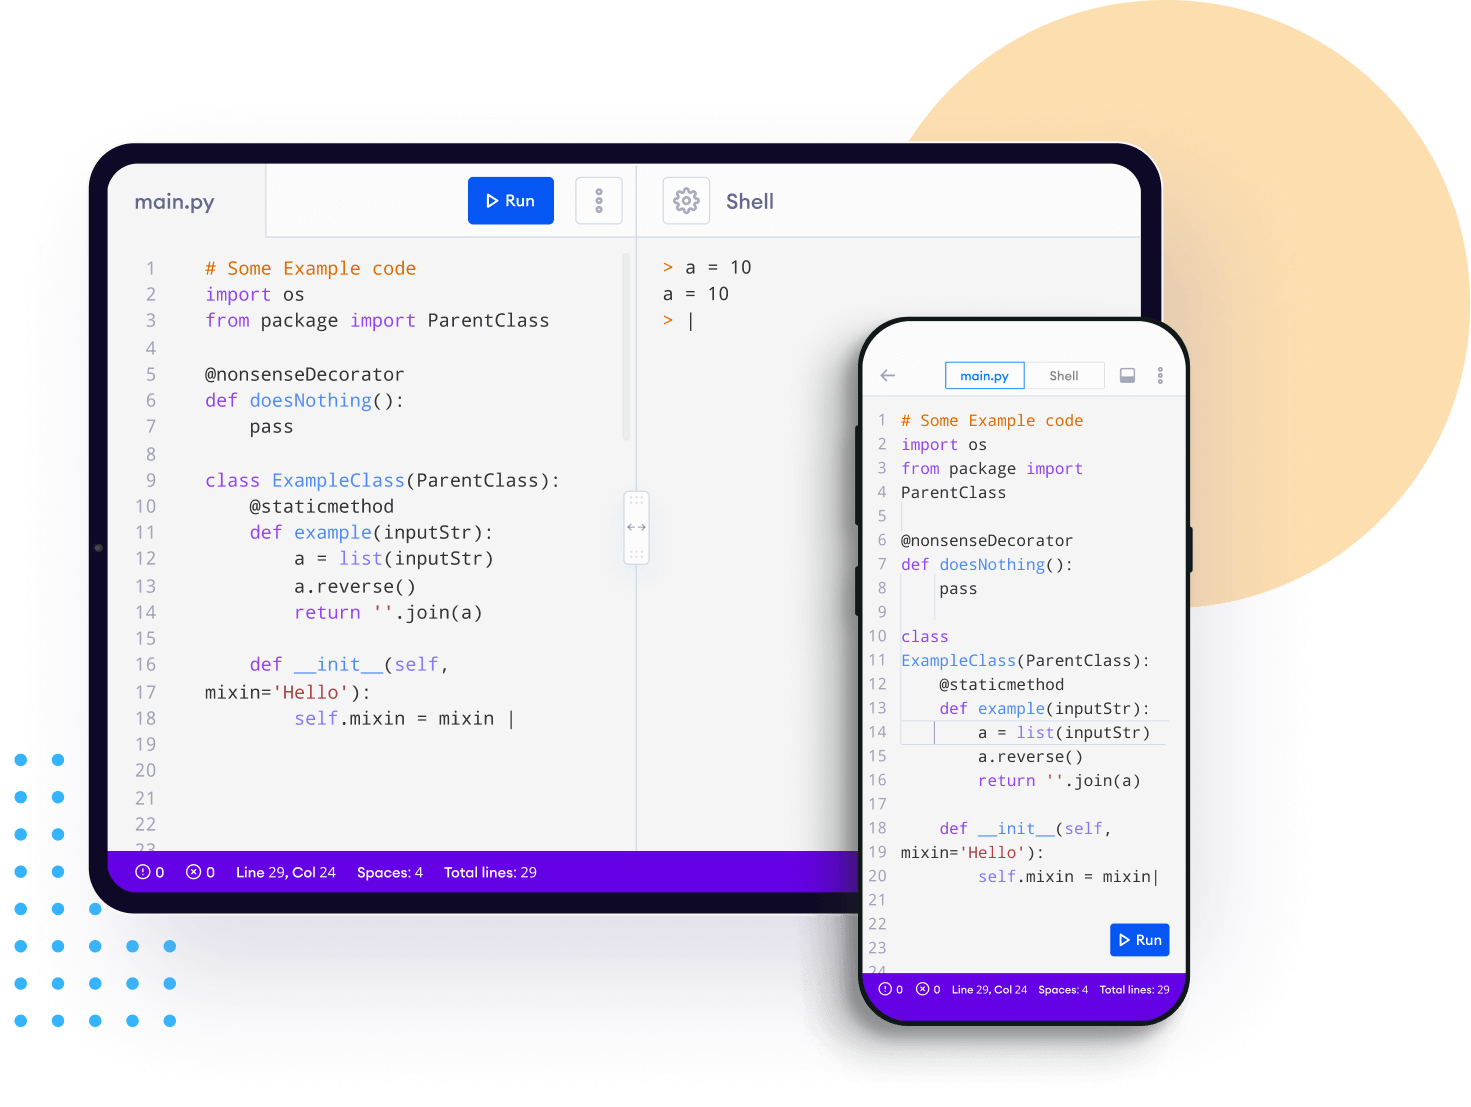 main.py
Run
Shell
1 # Some Example code
2 import os
3 from package import ParentClass
4
5 @nonsenseDecorator
6 def doesNothing():
7     pass
8
9 class ExampleClass(ParentClass):
10     @staticmethod
11     def example(inputStr):
12         a = list(inputStr)
13         a.reverse()
14         return ''.join(a)
15
16     def __init__(self,
17 mixin='Hello'):
18         self.mixin = mixin |
19
20
21
22
23
> a = 10
a = 10
> |
0 0 Line 29, Col 24 Spaces: 4 Total lines: 29
main.py Shell
1 # Some Example code
2 import os
3 from package import
4 ParentClass
5
6 @nonsenseDecorator
7 def doesNothing():
8     pass
9
10 class
11 ExampleClass(ParentClass):
12     @staticmethod
13     def example(inputStr):
14         a = list(inputStr)
15         a.reverse()
16         return ''.join(a)
17
18     def __init__(self,
19 mixin='Hello'):
20         self.mixin = mixin|
21
22
23
24
Run
0 0 Line 29, Col 24 Spaces: 4 Total lines: 29